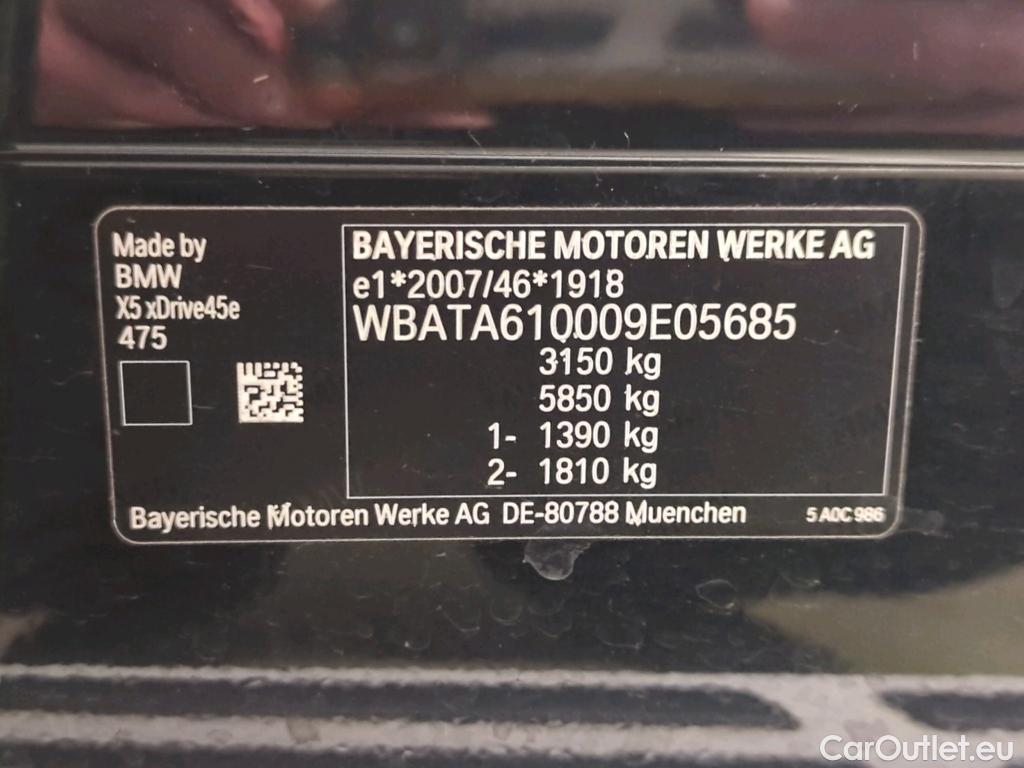 Made by
BMW
X5 xDrive45e
475
BAYERISCHE MOTOREN WERKE AG
e1*2007/46*1918
WBATA610009E05685
3150 kg
5850 kg
1- 1390 kg
2- 1810 kg
Bayerische Motoren Werke AG DE-80788 Muenchen
5 A0C 986
CarOutlet.eu